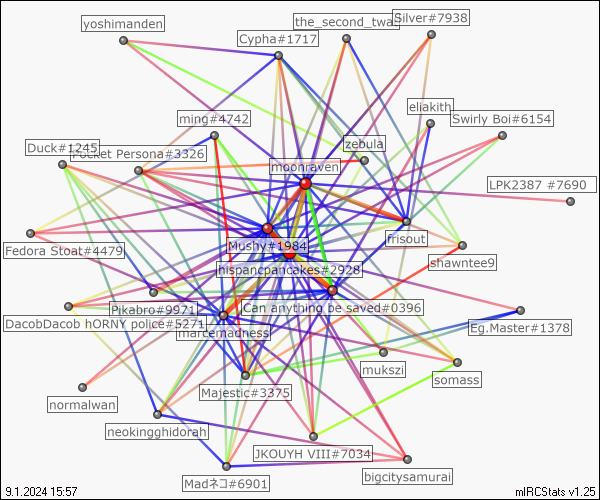 yoshimanden
the_second_twa
Silver#7938
Cypha#1717
ming#4742
eliakith
Swirly Boi#6154
zebula
Duck#1245
Pocket Persona#3326
moonraven
LPK2387 #7690
frisout
Mushy#1984
Fedora Stoat#4479
shawntee9
hispancpancakes#2928
Pikabro#9971
Can anything be saved#0396
DacobDacob hORNY police#5271
marcemadness
Eg.Master#1378
mukszi
somass
Majestic#3375
normalwan
neokingghidorah
JKOUYH VIII#7034
bigcitysamurai
Madネコ#6901
9.1.2024 15:57
mIRCStats v1.25